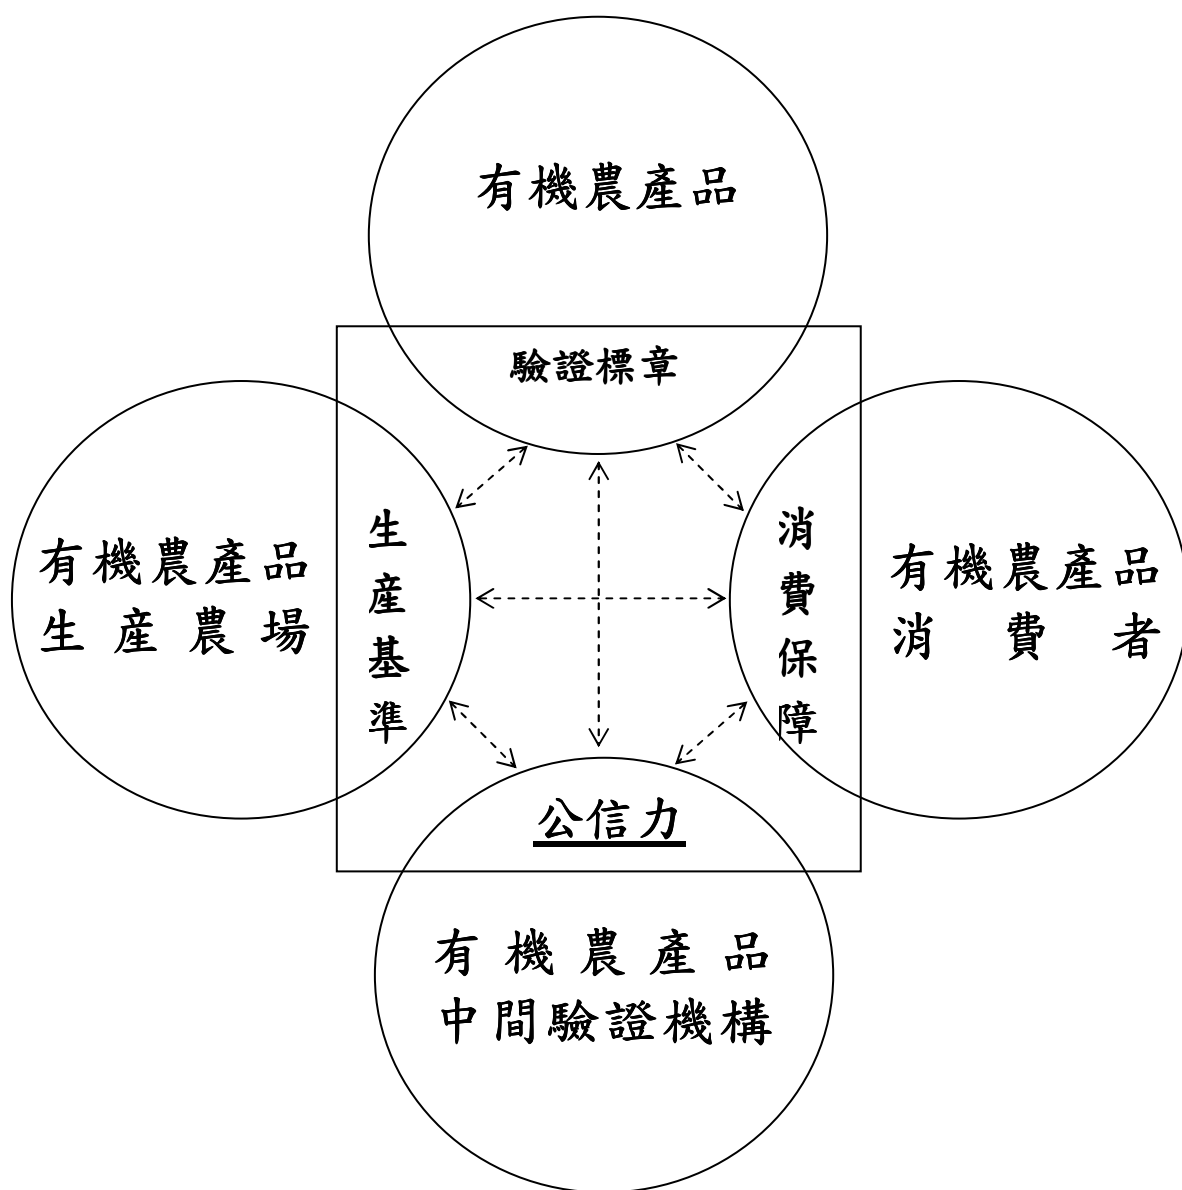 有機農產品
驗證標章
有機農產品
生產農場
生產基準
消費保障
有機農產品
消費者
公信力
有機農產品
中間驗證機構